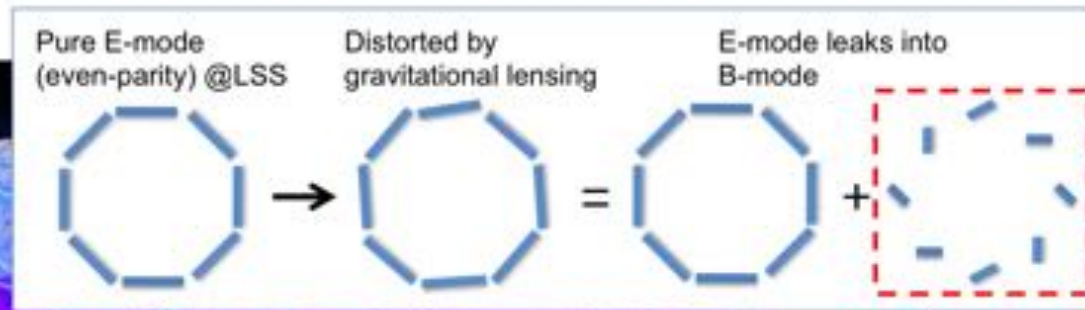 Pure E-mode
(even-parity) @LSS
Distorted by
gravitational lensing
E-mode leaks into
B-mode
=
+